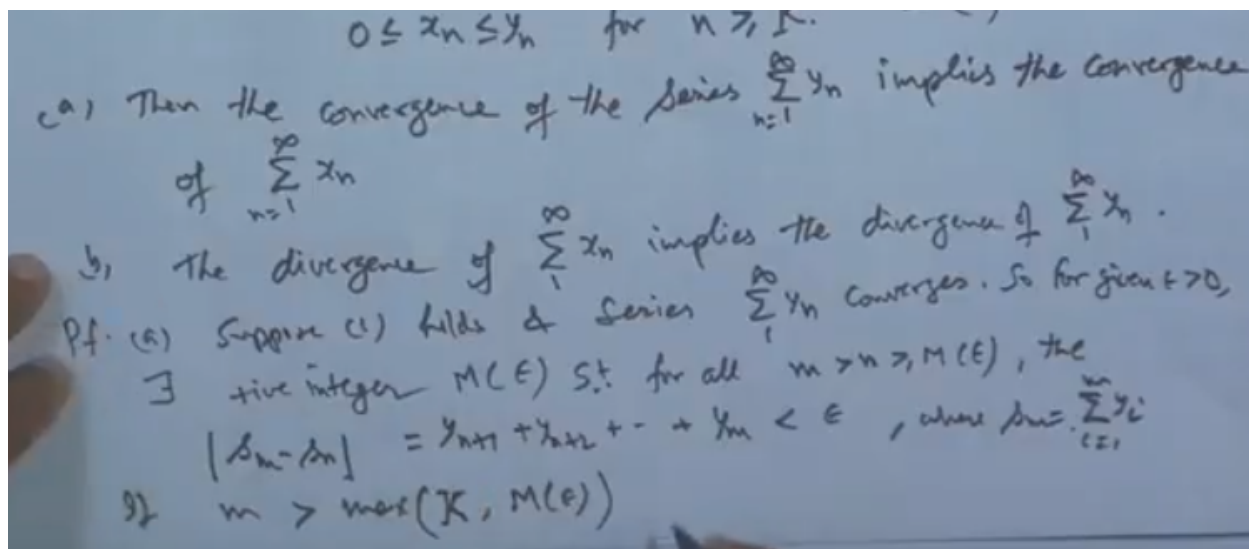 0 ≤ xn ≤ yn for n ≥ K.
(a) Then the convergence of the series ∑_{n=1}^{∞} yn implies the convergence
of ∑_{n=1}^{∞} xn
b, The divergence of ∑_{1}^{∞} xn implies the divergence of ∑_{1}^{∞} yn.
Pf. (a) Suppose (1) holds & Series ∑_{1}^{∞} yn converges. So for given ε>0,
∃ +ive integer M(ε) s.t for all m > n ≥ M(ε), the
|sm-sn| = yn+1 + yn+2 + -- + ym < ε, where sm = ∑_{i=1}^{m} yi
If m > max(K, M(ε))